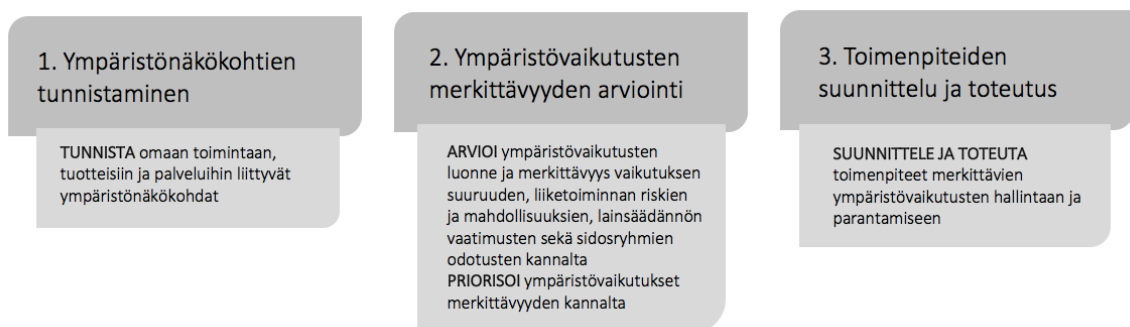 1. Ympäristönäkökohtien
tunnistaminen
TUNNISTA omaan toimintaan,
tuotteisiin ja palveluihin liittyvät
ympäristönäkökohdat
2. Ympäristövaikutusten
merkittävyyden arviointi
ARVIOI ympäristövaikutusten
luonne ja merkittävyys vaikutuksen
suuruuden, liiketoiminnan riskien
ja mahdollisuuksien, lainsäädännön
vaatimusten sekä sidosryhmien
odotusten kannalta
PRIORISOI ympäristövaikutukset
merkittävyyden kannalta
3. Toimenpiteiden
suunnittelu ja toteutus
SUUNNITTELE JA TOTEUTA
toimenpiteet merkittävien
ympäristövaikutusten hallintaan ja
parantamiseen